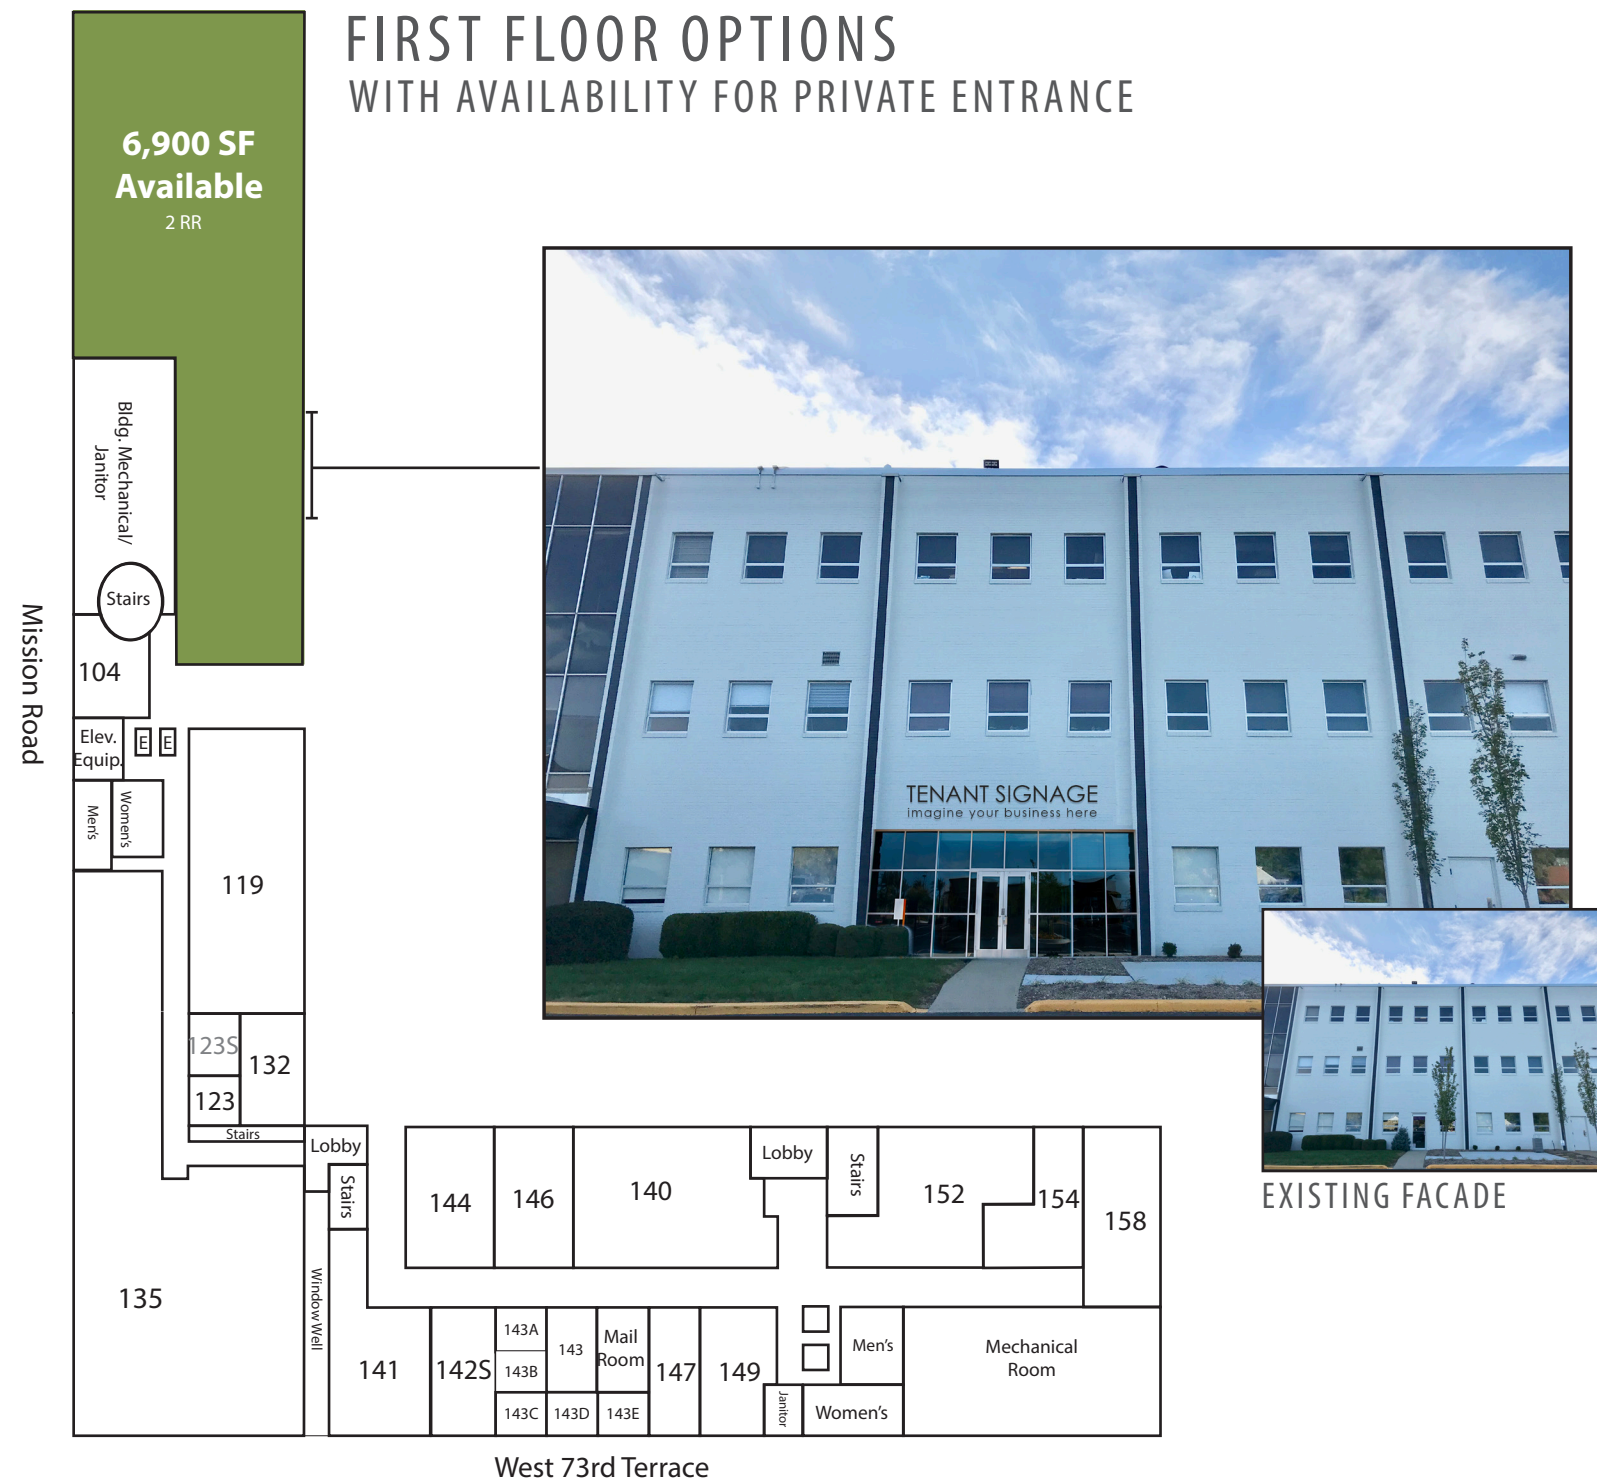 FIRST FLOOR OPTIONS
WITH AVAILABILITY FOR PRIVATE ENTRANCE
6,900 SF
Available
2 RR
Bldg. Mechanical/
Janitor
Stairs
Mission Road
104
Elev.
Equip.
E
E
Men's
Women's
119
TENANT SIGNAGE
imagine your business here
123S
132
123
Stairs
Lobby
Stairs
Window Well
135
144
146
140
Lobby
Stairs
152
154
158
EXISTING FACADE
141
142S
143A
143B
143C
143
143D
Mail
Room
143E
147
149
Janitor
Men's
Women's
Mechanical
Room
West 73rd Terrace